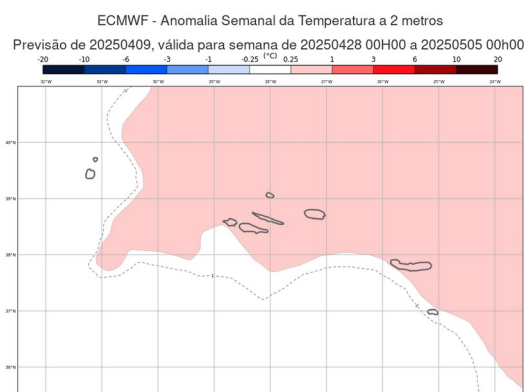 ECMWF - Anomalia Semanal da Temperatura a 2 metros
Previsão de 20250409, válida para semana de 20250428 00H00 a 20250505 00h00
(°C)
-20 -10 -6 -3 -1 -0.25 0.25 1 3 6 10 20
32°W 31°W 30°W 29°W 28°W 27°W 26°W 25°W 24°W
40°N
39°N
38°N
37°N
36°N